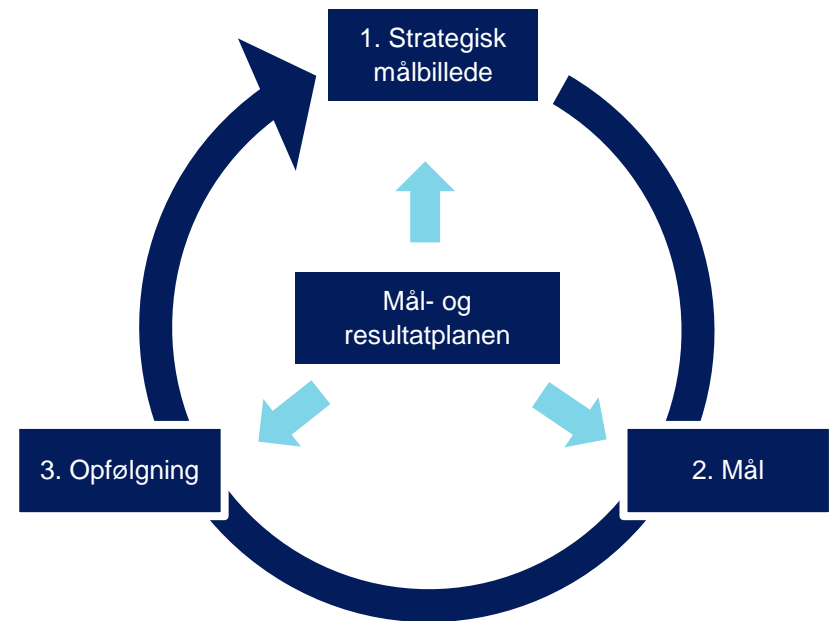 1. Strategisk
målbillede
Mål- og
resultatplanen
3. Opfølgning
2. Mål